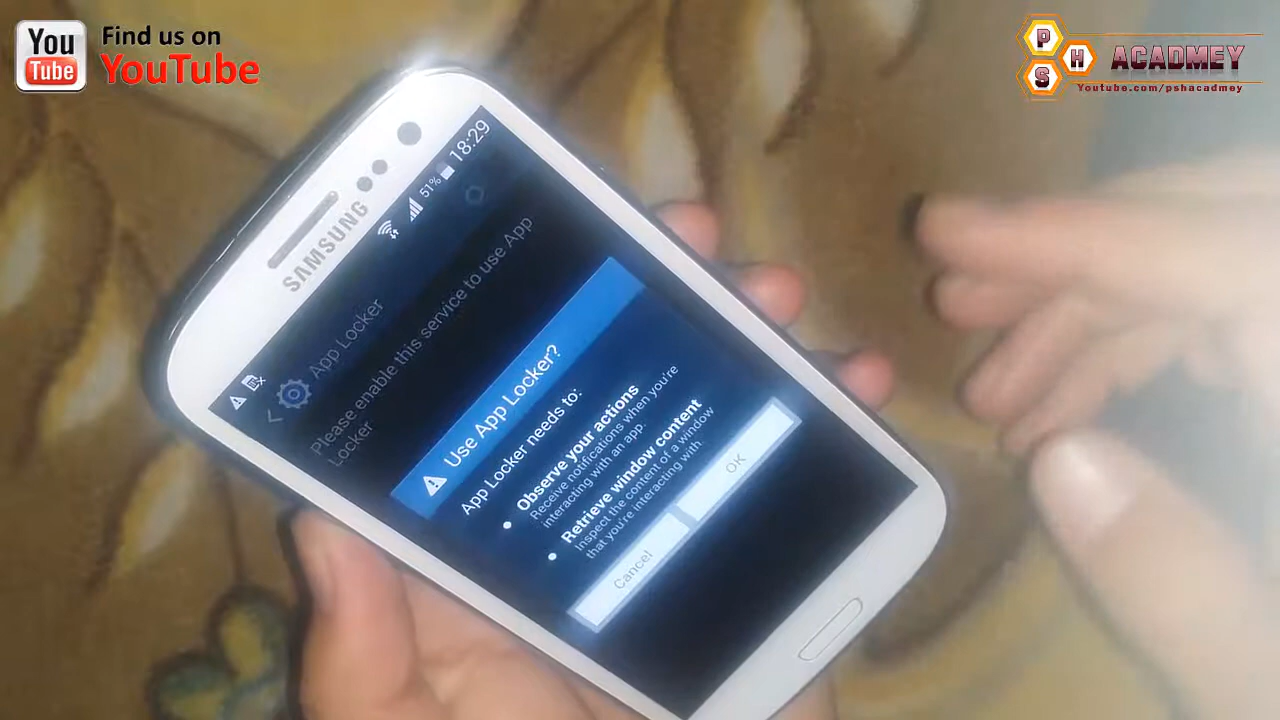 You
Tube
Find us on
YouTube
P
H
S
ACADMEY
Youtube.com/pshacadmey
SAMSUNG
51%
18:29
App Locker
Please enable this service to use App
Locker
Use App Locker?
App Locker needs to:
Observe your actions
Receive notifications when you're
interacting with an app.
Retrieve window content
Inspect the content of a window
that you're interacting with.
Cancel
OK